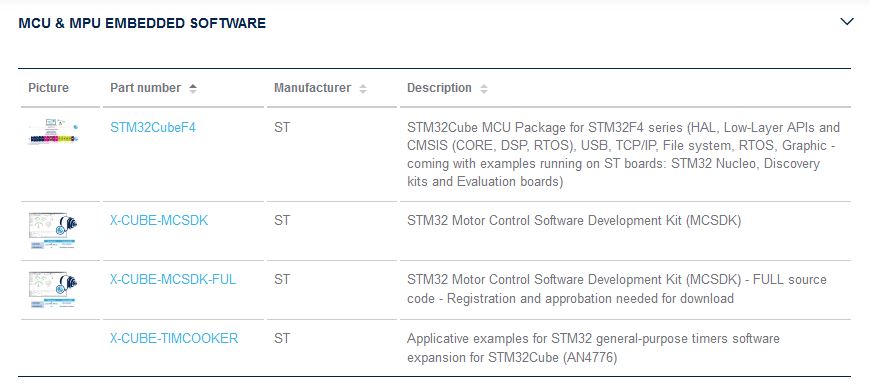 MCU & MPU EMBEDDED SOFTWARE
Picture Part number Manufacturer Description
STM32CubeF4 ST STM32Cube MCU Package for STM32F4 series (HAL, Low-Layer APIs and
CMSIS (CORE, DSP, RTOS), USB, TCP/IP, File system, RTOS, Graphic -
coming with examples running on ST boards: STM32 Nucleo, Discovery
kits and Evaluation boards)
X-CUBE-MCSDK ST STM32 Motor Control Software Development Kit (MCSDK)
X-CUBE-MCSDK-FUL ST STM32 Motor Control Software Development Kit (MCSDK) - FULL source
code - Registration and approbation needed for download
X-CUBE-TIMCOOKER ST Applicative examples for STM32 general-purpose timers software
expansion for STM32Cube (AN4776)